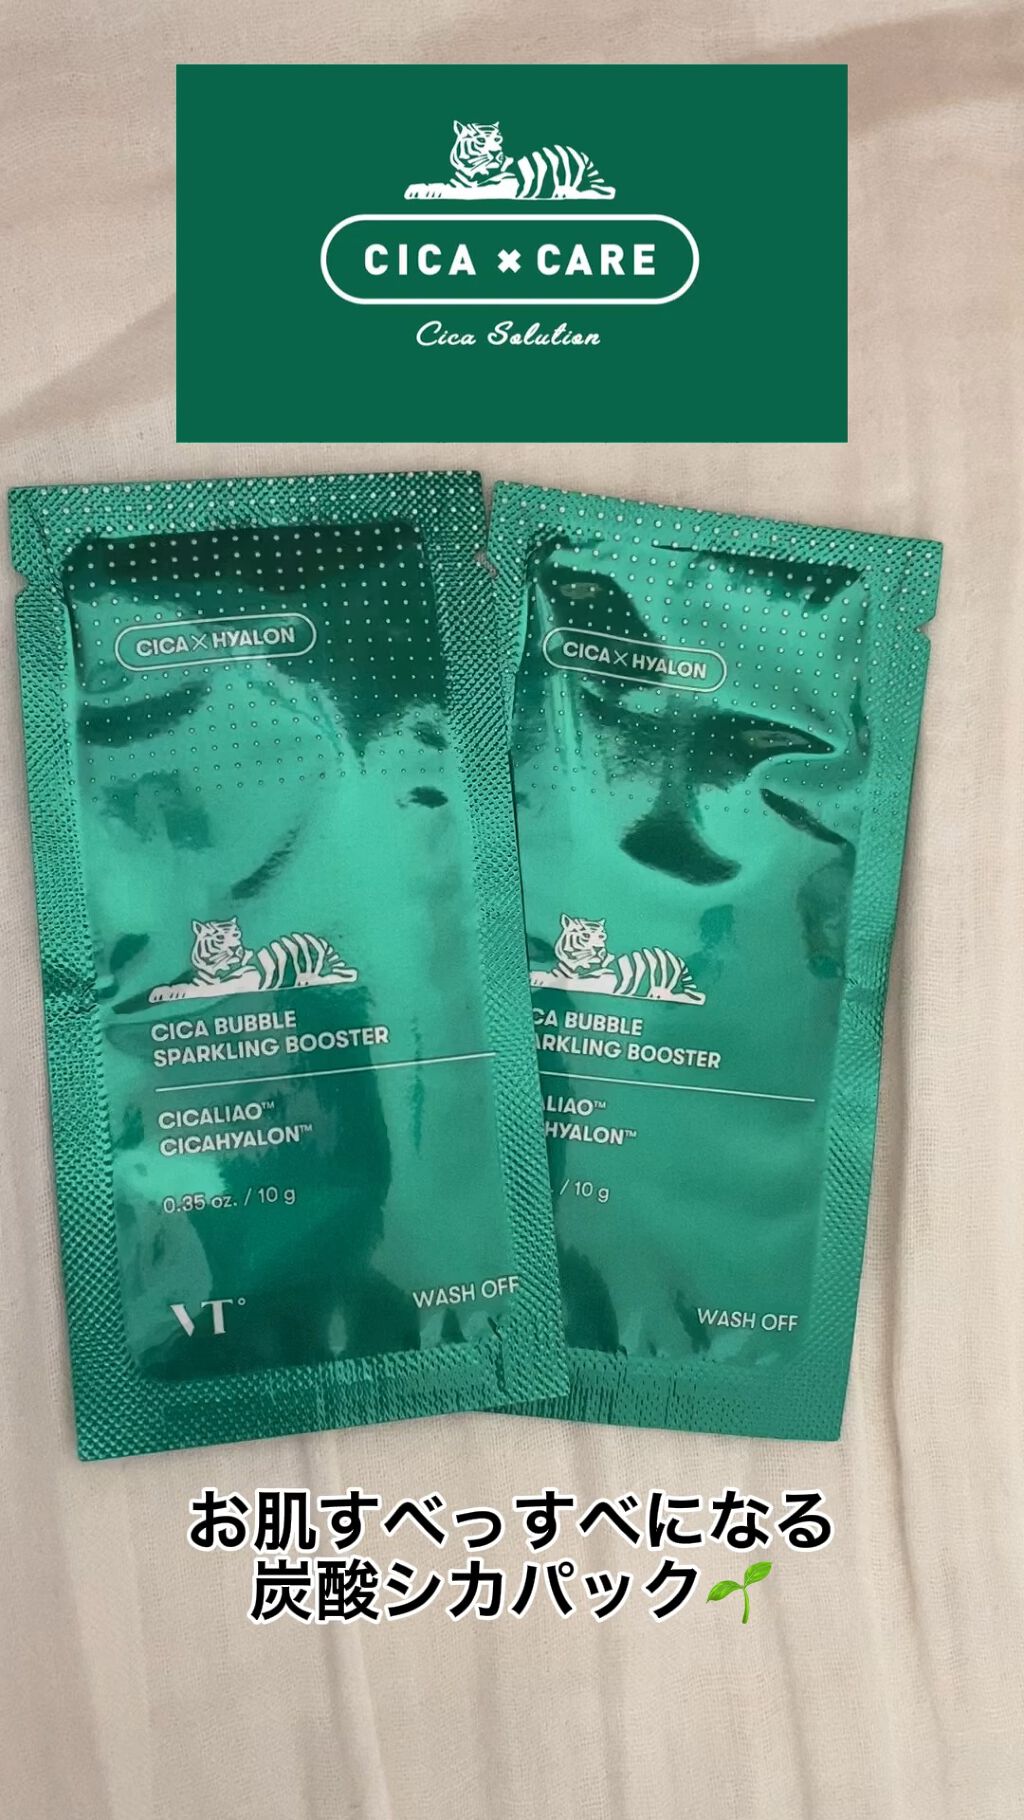 CICA × CARE
Cica Solution
CICA×HYALON
CICA BUBBLE
SPARKLING BOOSTER
CICALIAO™
CICAHYALON™
0.35 oz. / 10 g
VT°
WASH OFF
CICA×HYALON
CA BUBBLE
ARKLING BOOSTER
LIAO™
HYALON™
/ 10 g
WASH OFF
お肌すべっすべになる
炭酸シカパック🌱